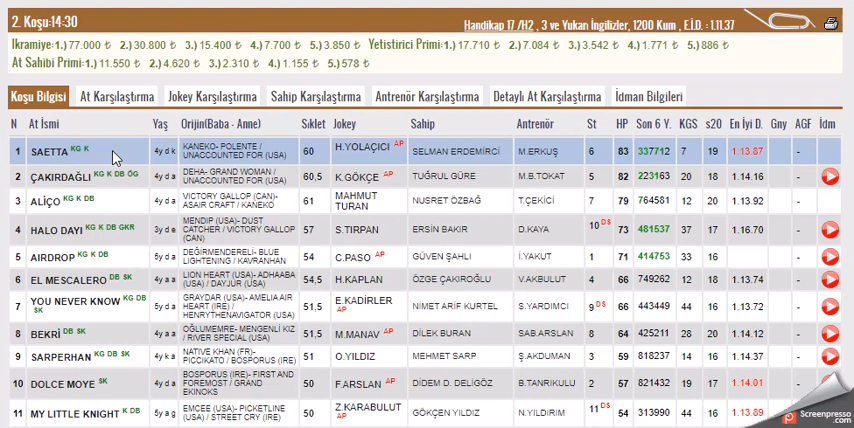 2. Koşu:14:30
Handikap 17 /H2 , 3 ve Yukarı İngilizler, 1200 Kum , E.İ.D. : 1.11.37
İkramiye:1.) 77.000 ₺ 2.) 30.800 ₺ 3.) 15.400 ₺ 4.) 7.700 ₺ 5.) 3.850 ₺ Yetiştirici Primi:1.) 17.710 ₺ 2.) 7.084 ₺ 3.) 3.542 ₺ 4.) 1.771 ₺ 5.) 886 ₺
At Sahibi Primi:1.) 11.550 ₺ 2.) 4.620 ₺ 3.) 2.310 ₺ 4.) 1.155 ₺ 5.) 578 ₺
Koşu Bilgisi At Karşılaştırma Jokey Karşılaştırma Sahip Karşılaştırma Antrenör Karşılaştırma Detaylı At Karşılaştırma İdman Bilgileri
N At İsmi Yaş Orijin(Baba - Anne) Sıklet Jokey Sahip Antrenör St HP Son 6 Y. KGS s20 En İyi D. Gny AGF İdm
1 SAETTA KG K 4y d k KANEKO- POLENTE / UNACCOUNTED FOR (USA) 60 H.YOLAÇICI AP SELMAN ERDEMİRCİ M.ERKUŞ 6 83 337712 7 19 1.13.87 -
2 ÇAKIRDAĞLI KG K DB ÖG 4y d a DEHA- GRAND WOMAN / UNACCOUNTED FOR (USA) 60,5 K.GÖKÇE AP TUĞRUL GÜRE M.B.TOKAT 5 82 223163 20 18 1.14.16 -
3 ALİÇO KG K DB 4y d a VICTORY GALLOP (CAN)- ASAIR CRAFT / KANEKO 61 MAHMUT TURAN NUSRET ÖZBAĞ T.ÇEKİCİ 7 79 764581 12 20 1.13.92 -
4 HALO DAYI KG K DB GKR 3y d e MENDIP (USA)- DUST CATCHER / VICTORY GALLOP (CAN) 57 S.TIRPAN ERSİN BAKIR D.KAYA 10 DS 73 481537 37 17 1.16.70 -
5 AIRDROP KG K DB 5y d a DEĞİRMENDERELİ- BLUE LIGHTENING / KAVRANHAN 54 C.PASO AP GÜVEN ŞAHLI İ.YAKUT 1 71 414753 33 16 -
6 EL MESCALERO DB SK 4y a a LION HEART (USA)- ADHAABA (USA) / DAYJUR (USA) 54,5 H.KAPLAN ÖZGE ÇAKIROĞLU V.AKBULUT 4 66 749262 12 18 1.13.74 -
7 YOU NEVER KNOW KG DB SK 5y d a GRAYDAR (USA)- AMELIA AIR HEART (IRE) / HENRYTHENAVIGATOR (USA) 51,5 E.KADİRLER AP NİMET ARİF KURTEL S.YARDIMCI 9 DS 66 443449 44 16 1.13.72 -
8 BEKRİ DB SK 4y a a OĞLUMEMRE- MENGENLİ KIZ / RIVER SPECIAL (USA) 51,5 M.MANAV AP DİLEK BURAN SAB.ARSLAN 8 64 425211 28 20 1.14.12 -
9 SARPERHAN KG DB SK 4y k a NATIVE KHAN (FR)- PICCIKATO / BOSPORUS (IRE) 51 O.YILDIZ MEHMET SARP Ş.AKDUMAN 3 59 818237 14 16 1.13.60 -
10 DOLCE MOYE SK 4y d a BOSPORUS (IRE)- FIRST AND FOREMOST / GRAND EKINOKS 50 F.ARSLAN AP DİDEM D. DELİGÖZ B.TANRIKULU 2 57 821432 19 17 1.14.01 -
11 MY LITTLE KNIGHT K DB 5y a g EMCEE (USA)- PICKETLINE (USA) / STREET CRY (IRE) 50 Z.KARABULUT AP GÖKÇEN YILDIZ N.YILDIRIM 11 DS 54 313990 44 16 1.13.89 -
Screenpresso
.com